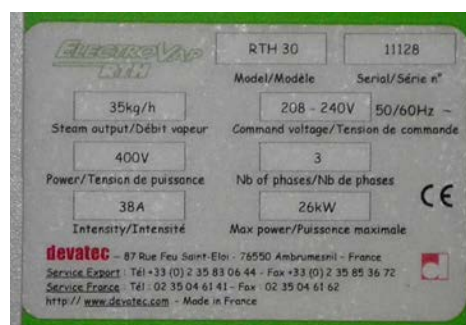 ElectroVap
RTH
RTH 30
11128
Model/Modèle
Serial/Série n°
35kg/h
208 - 240V
50/60Hz ~
Steam output/Débit vapeur
Command voltage/Tension de commande
400V
3
Power/Tension de puissance
Nb of phases/Nb de phases
38A
26kW
CE
Intensity/Intensité
Max power/Puissance maximale
devatec - 87 Rue Feu Saint-Eloi - 76550 Ambrumesnil - France
Service Export : Tél +33 (0) 2 35 83 06 44 - Fax +33 (0) 2 35 85 36 72
Service France : Tél : 02 35 04 61 41 - Fax : 02 35 04 61 62
http:// www.devatec.com - Made in France